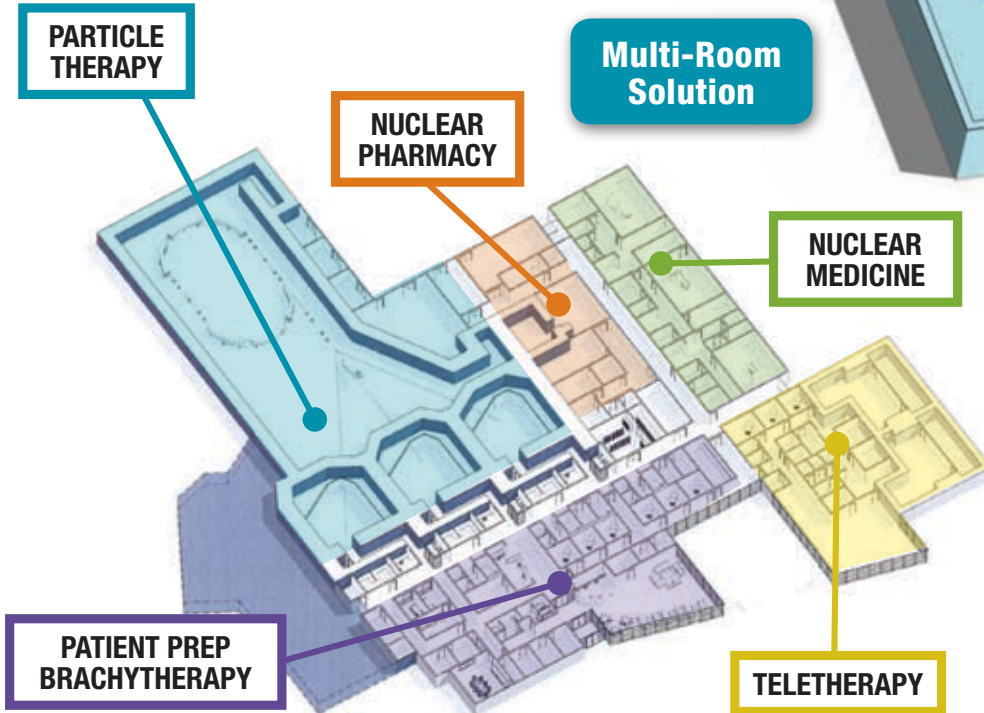 PARTICLE
THERAPY
Multi-Room
Solution
NUCLEAR
PHARMACY
NUCLEAR
MEDICINE
PATIENT PREP
BRACHYTHERAPY
TELETHERAPY